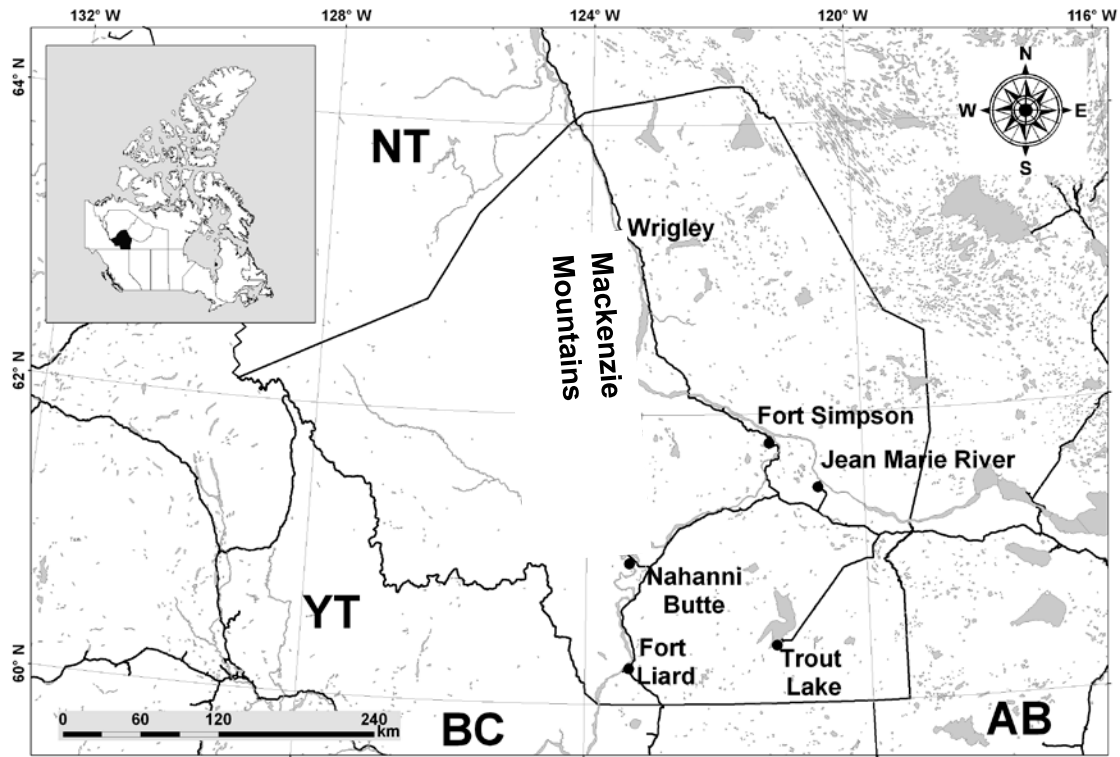 132° W
128° W
124° W
120° W
116° W
64° N
62° N
60° N
N
W
E
S
NT
Wrigley
Mackenzie
Mountains
Fort Simpson
Jean Marie River
Nahanni
Butte
YT
Fort
Liard
Trout
Lake
BC
AB
0
60
120
240
km